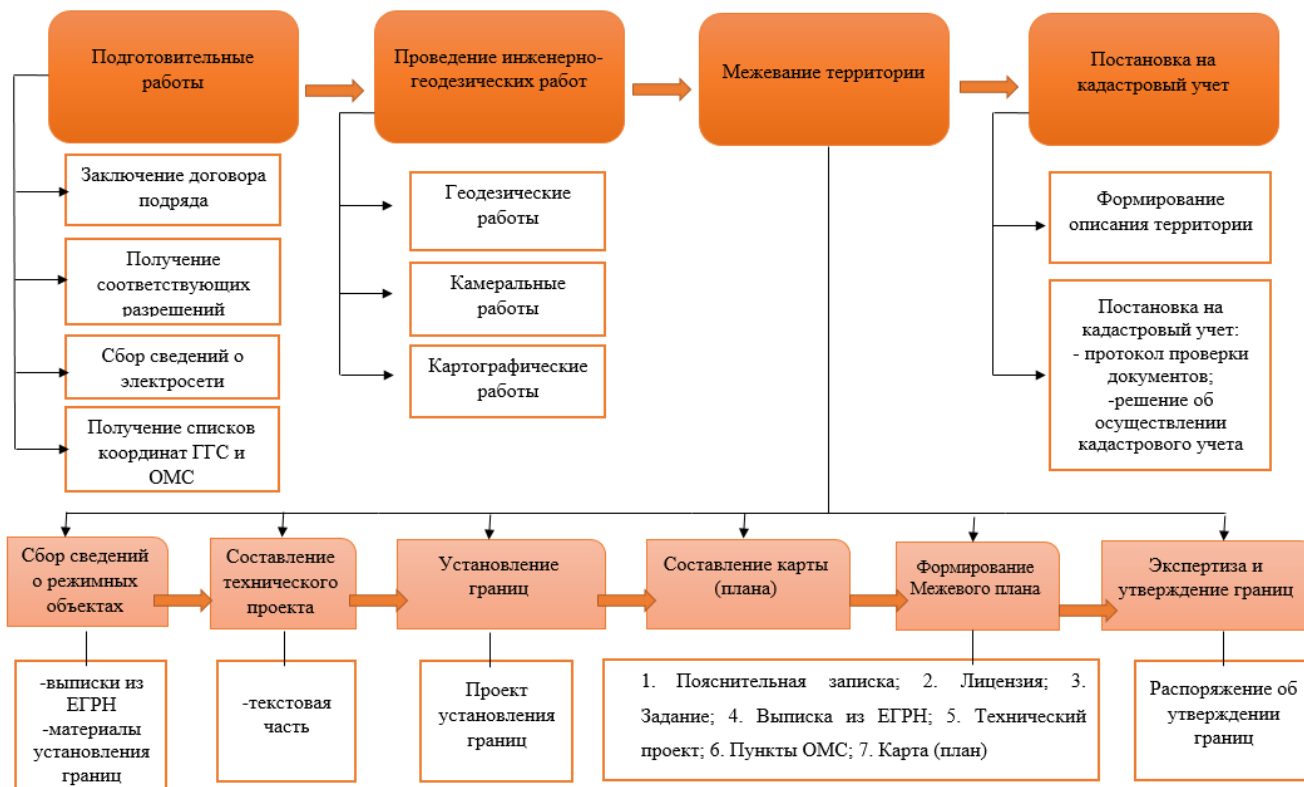 Подготовительные
работы
Проведение инженерно-
геодезических работ
Межевание территории
Постановка на
кадастровый учет
Заключение договора
подряда
Получение
соответствующих
разрешений
Сбор сведений о
электросети
Получение списков
координат ГГС и
ОМС
Геодезические
работы
Камеральные
работы
Картографические
работы
Формирование
описания территории
Постановка на
кадастровый учет:
- протокол проверки
документов;
-решение об
осуществлении
кадастрового учета
Сбор сведений
о режимных
объектах
Составление
технического
проекта
Установление
границ
Составление карты
(плана)
Формирование
Межевого плана
Экспертиза и
утверждение границ
-выписки из
ЕГРН
-материалы
установления
границ
-текстовая
часть
Проект
установления
границ
1. Пояснительная записка; 2. Лицензия; 3.
Задание; 4. Выписка из ЕГРН; 5. Технический
проект; 6. Пункты ОМС; 7. Карта (план)
Распоряжение об
утверждении
границ